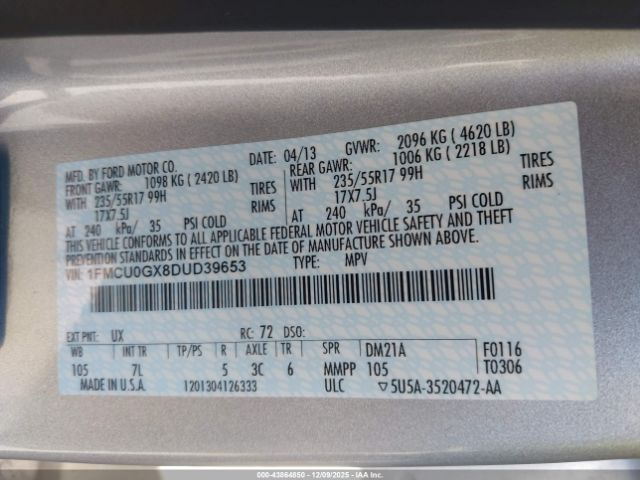 MFD. BY FORD MOTOR CO.
DATE: 04/13
GVWR: 2096 KG ( 4620 LB)
FRONT GAWR: 1098 KG ( 2420 LB)
REAR GAWR: 1006 KG ( 2218 LB)
WITH 235/55R17 99H TIRES
WITH 235/55R17 99H TIRES
17X7.5J RIMS
17X7.5J RIMS
AT 240 kPa/ 35 PSI COLD
AT 240 kPa/ 35 PSI COLD
THIS VEHICLE CONFORMS TO ALL APPLICABLE FEDERAL MOTOR VEHICLE SAFETY AND THEFT
PREVENTION STANDARDS IN EFFECT ON THE DATE OF MANUFACTURE SHOWN ABOVE.
VIN: 1FMCU0GX8DUD39653
TYPE: MPV
EXT PNT: UX RC: 72 DSO:
WB INT TR TP/PS R AXLE TR SPR DM21A F0116
105 7L 5 3C 6 MMPP 105 T0306
MADE IN U.S.A. 1201304126333 ULC ▽5U5A-3520472-AA
000-43864850 | 12/09/2025 - IAA Inc.